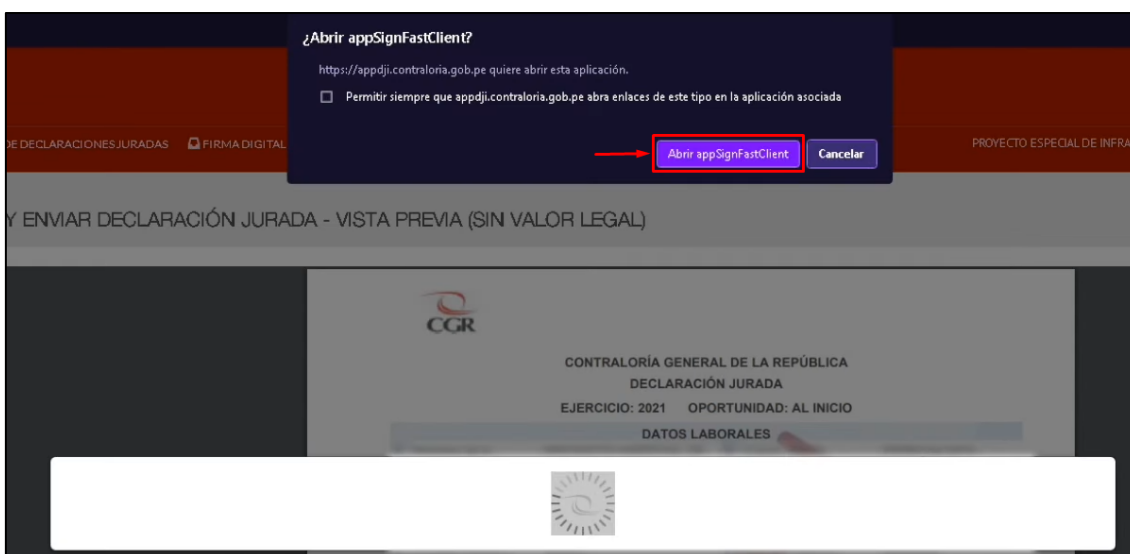 ¿Abrir appSignFastClient?
https://appdji.contraloria.gob.pe quiere abrir esta aplicación.
Permitir siempre que appdji.contraloria.gob.pe abra enlaces de este tipo en la aplicación asociada
Abrir appSignFastClient Cancelar
DE DECLARACIONES JURADAS FIRMA DIGITAL PROYECTO ESPECIAL DE INFRA
Y ENVIAR DECLARACIÓN JURADA - VISTA PREVIA (SIN VALOR LEGAL)
CGR
CONTRALORÍA GENERAL DE LA REPÚBLICA
DECLARACIÓN JURADA
EJERCICIO: 2021 OPORTUNIDAD: AL INICIO
DATOS LABORALES